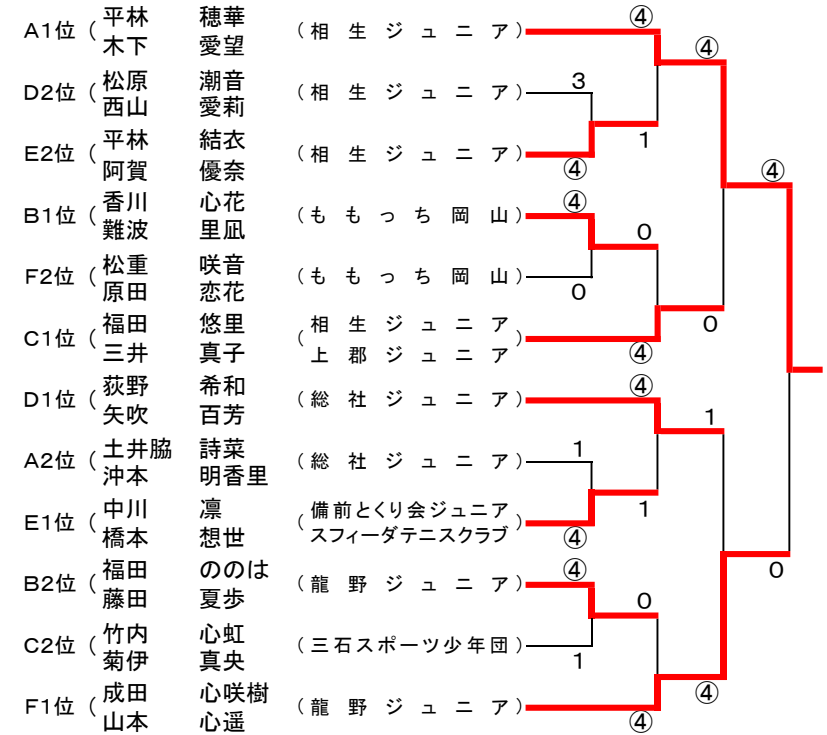 平林 穂華 ④
A1位 ( (相生ジュニア)
木下 愛望 ④
松原 潮音 3
D2位 ( (相生ジュニア)
西山 愛莉
1
平林 結衣
E2位 ( (相生ジュニア)
阿賀 優奈 ④ ④
香川 心花 ④
B1位 ( (ももっち岡山)
難波 里凪 0
松重 咲音
F2位 ( (ももっち岡山)
原田 恋花 0
福田 悠里 相生ジュニア 0
C1位 ( ( )
三井 真子 上郡ジュニア ④
荻野 希和 ④
D1位 ( (総社ジュニア)
矢吹 百芳 1
土井脇 詩菜 1
A2位 ( (総社ジュニア)
沖本 明香里
中川 凛 備前とくり会ジュニア 1
E1位 ( ( )
橋本 想世 スフィーダテニスクラブ ④
福田 ののは ④ 0
B2位 ( (龍野ジュニア)
藤田 夏歩 0
竹内 心虹
C2位 ( (三石スポーツ少年団)
菊伊 真央 1
成田 心咲樹 ④
F1位 ( (龍野ジュニア)
山本 心遥 ④